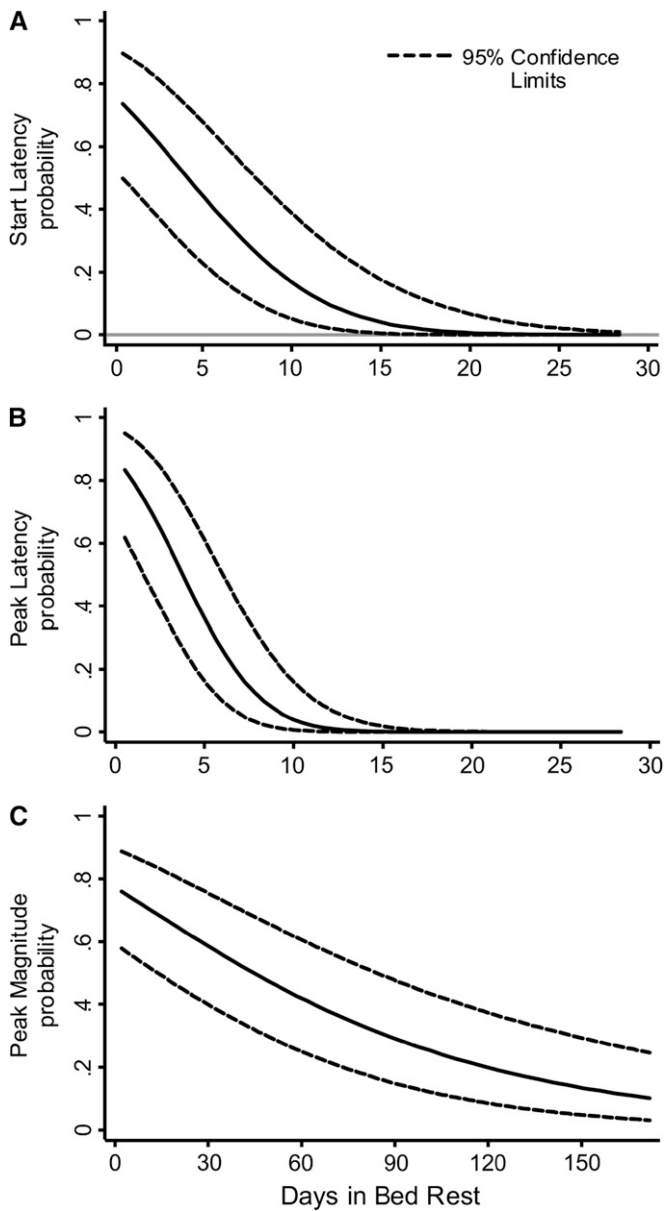 A
Start Latency
probability
1
.8
.6
.4
.2
0
95% Confidence
Limits
0 5 10 15 20 25 30
B
Peak Latency
probability
1
.8
.6
.4
.2
0
0 5 10 15 20 25 30
C
Peak Magnitude
probability
1
.8
.6
.4
.2
0
0 30 60 90 120 150
Days in Bed Rest